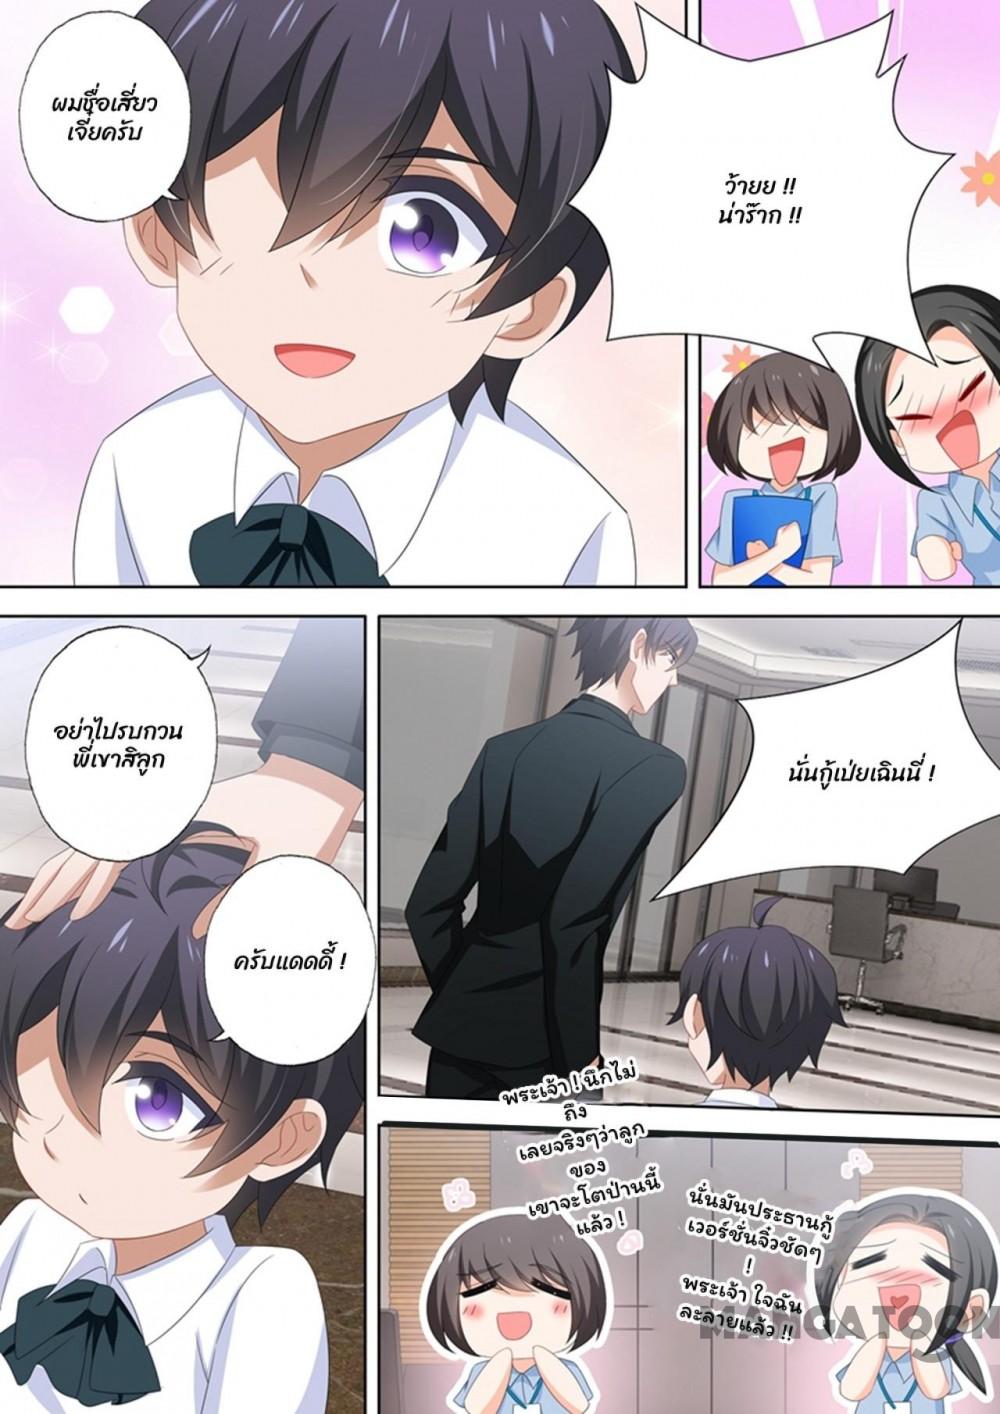 ผมชื่อเสี่ยว
เจี๋ยครับ
ว้ายย !!
น่าร๊าก !!
อย่าไปรบกวน
พี่เขาสิลูก
ครับแดดดี้ !
นั่นกู้เป่ยเฉินนี่ !
พระเจ้า ! นึกไม่
ถึง
เลยจริงๆว่าลูก
ของ
เขาจะโตป่านนี้
แล้ว !
นั่นมันประธานกู้
เวอร์ชั่นจิ๋วชัดๆ
!
พระเจ้า ใจฉัน
ละลายแล้ว !!
MANGATOON